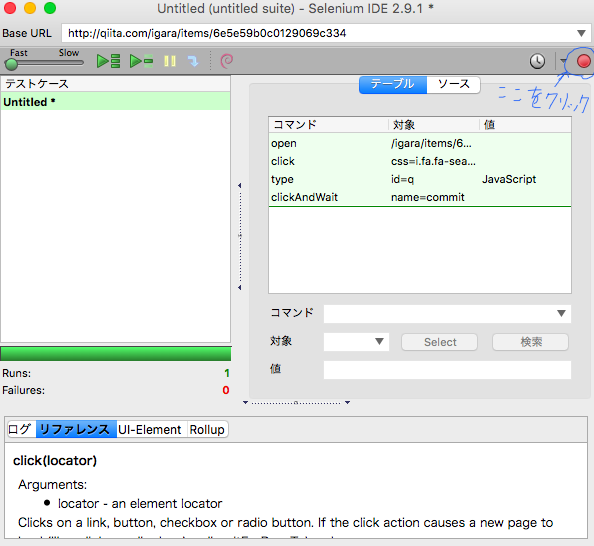 Untitled (untitled suite) - Selenium IDE 2.9.1 *
Base URL http://qiita.com/igara/items/6e5e59b0c0129069c334
Fast Slow
ここをクリック
テストケース
Untitled *
テーブル ソース
コマンド 対象 値
open /igara/items/6...
click css=i.fa.fa-sea...
type id=q JavaScript
clickAndWait name=commit
コマンド
対象 Select 検索
値
Runs: 1
Failures: 0
ログ リファレンス UI-Element Rollup
click(locator)
Arguments:
• locator - an element locator
Clicks on a link, button, checkbox or radio button. If the click action causes a new page to